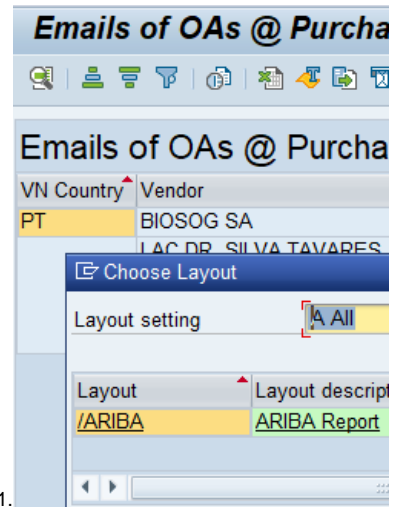 Emails of OAs @ Purcha
Emails of OAs @ Purcha
VN Country Vendor
PT BIOSOG SA
LAC DR. SILVA TAVARES
Choose Layout
Layout setting A All
Layout Layout descript
/ARIBA ARIBA Report
1.